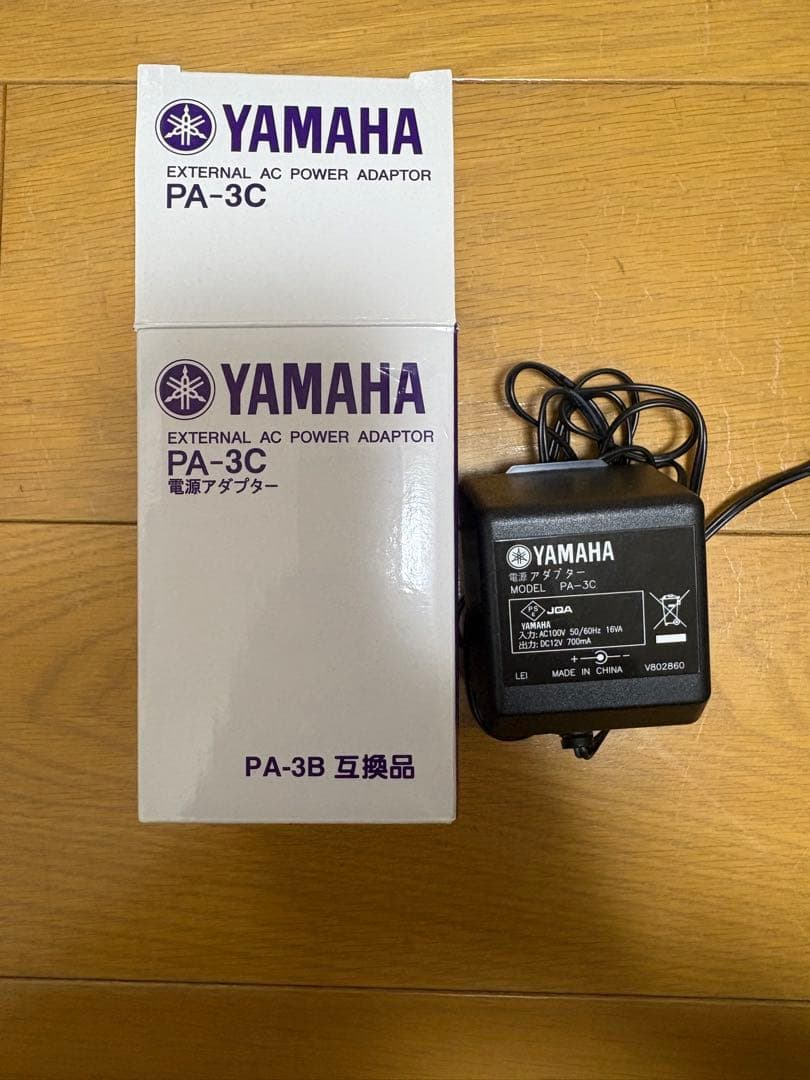 YAMAHA
EXTERNAL AC POWER ADAPTOR
PA-3C
YAMAHA
EXTERNAL AC POWER ADAPTOR
PA-3C
電源アダプター
PA-3B 互換品
YAMAHA
電源アダプター
MODEL PA-3C
PS
E
JQA
YAMAHA
入力:AC100V 50/60Hz 16VA
出力:DC12V 700mA
+ -
LEI MADE IN CHINA V802860